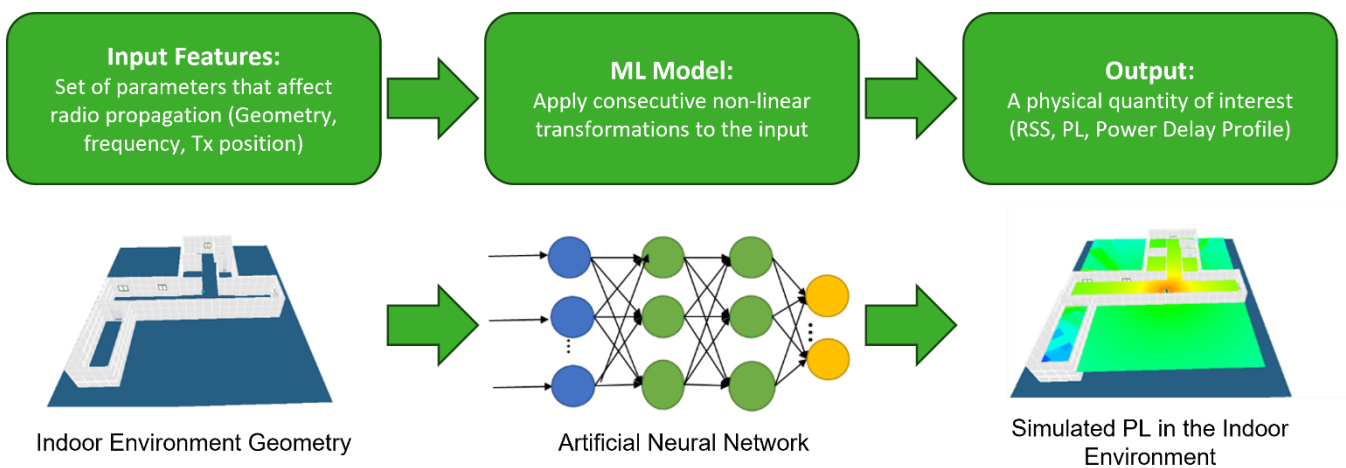 Input Features:
Set of parameters that affect
radio propagation (Geometry,
frequency, Tx position)
ML Model:
Apply consecutive non-linear
transformations to the input
Output:
A physical quantity of interest
(RSS, PL, Power Delay Profile)
Indoor Environment Geometry
Artificial Neural Network
Simulated PL in the Indoor
Environment